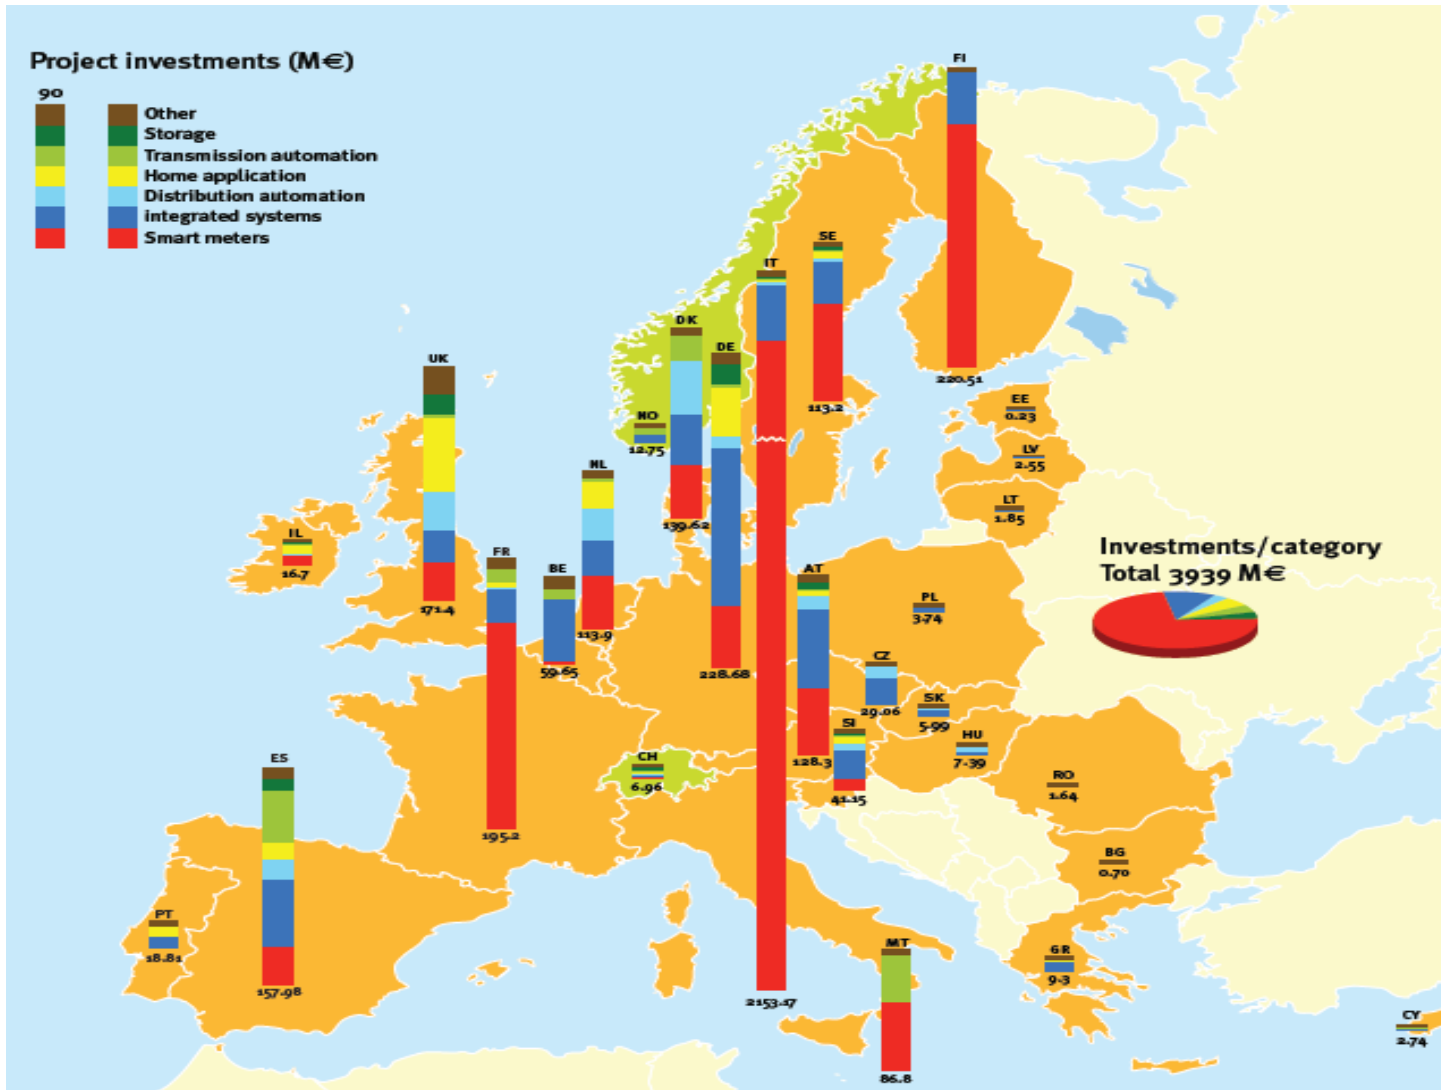 Project investments (M€)
90
Other
Storage
Transmission automation
Home application
Distribution automation
integrated systems
Smart meters
FI
220.51
SE
113.2
IT
2153.17
DK
139.62
DE
228.68
UK
171.4
NO
12.75
EE
0.23
LV
2.55
LT
1.85
NL
113.9
IL
16.7
FR
195.2
BE
59.65
AT
128.3
PL
3.74
Investments/category
Total 3939 M€
CZ
29.06
SK
5.99
SI
41.15
HU
7.39
CH
6.96
ES
157.98
RO
1.64
BG
0.70
PT
18.81
MT
86.8
GR
9.3
CY
2.74